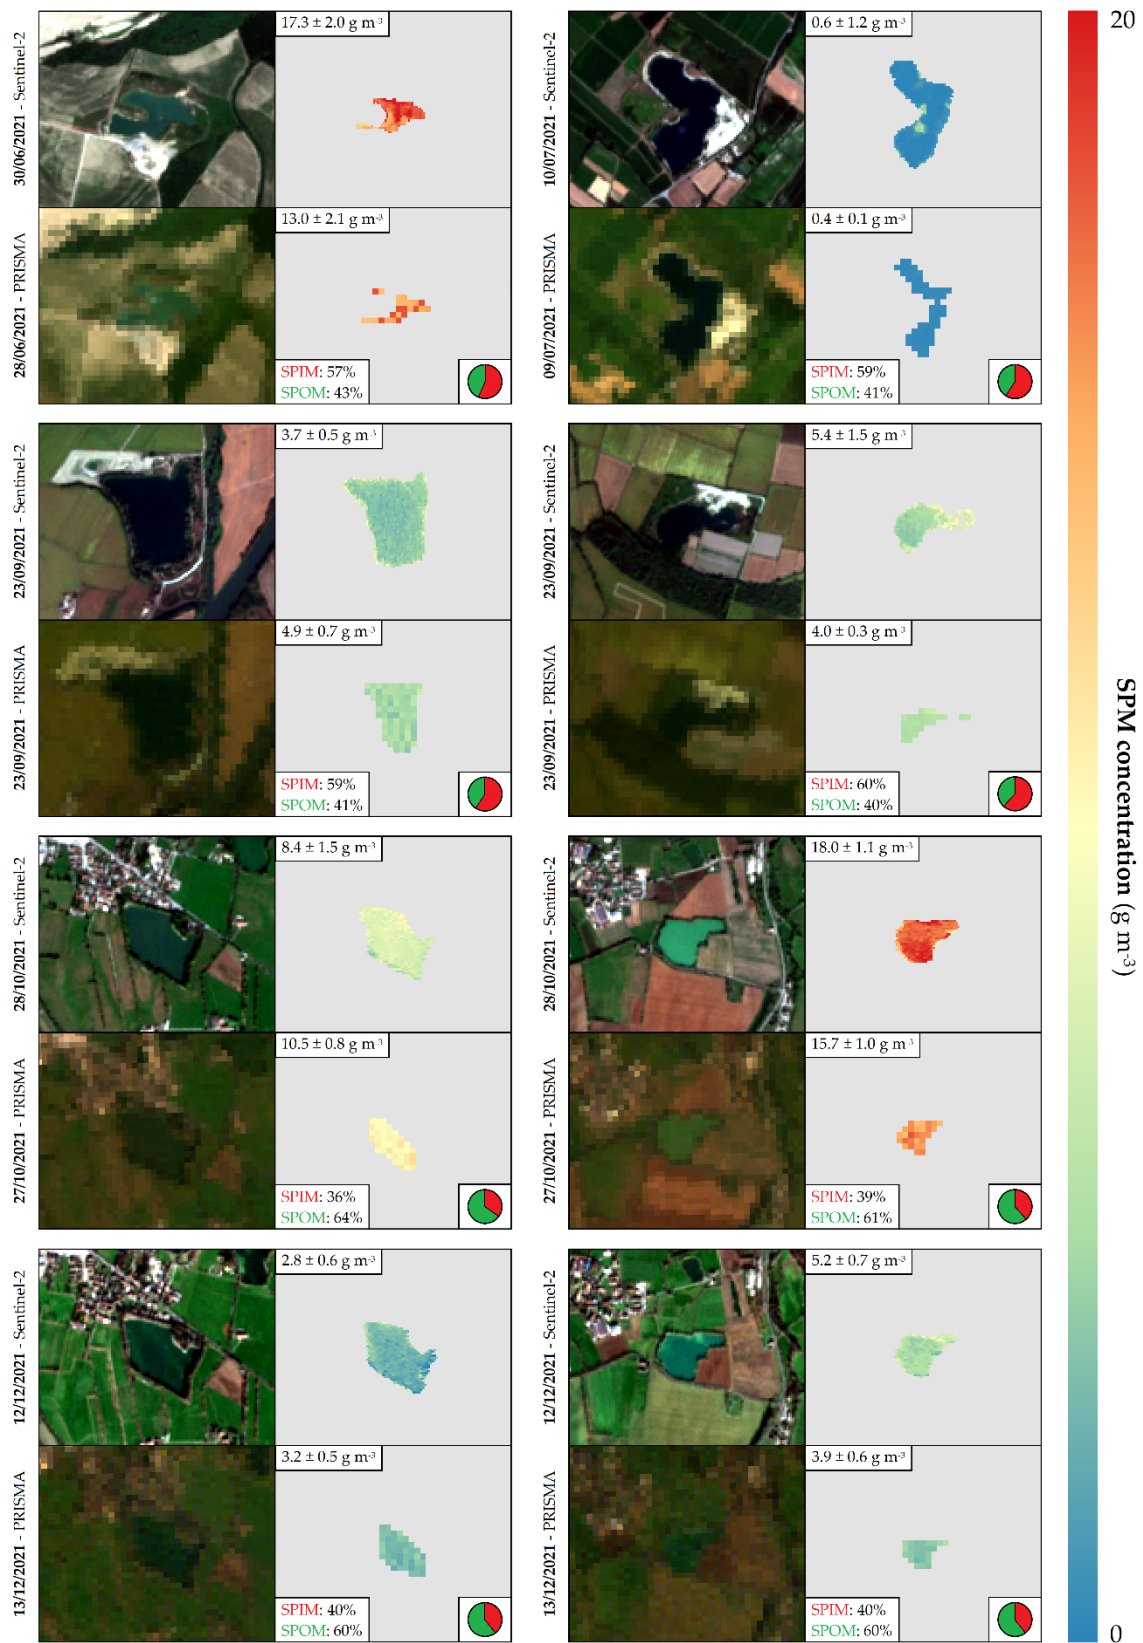 30/06/2021 - Sentinel-2
17.3 ± 2.0 g m⁻³
28/06/2021 - PRISMA
13.0 ± 2.1 g m⁻³
SPIM: 57%
SPOM: 43%
10/07/2021 - Sentinel-2
0.6 ± 1.2 g m⁻³
09/07/2021 - PRISMA
0.4 ± 0.1 g m⁻³
SPIM: 59%
SPOM: 41%
23/09/2021 - Sentinel-2
3.7 ± 0.5 g m⁻³
23/09/2021 - PRISMA
4.9 ± 0.7 g m⁻³
SPIM: 59%
SPOM: 41%
23/09/2021 - Sentinel-2
5.4 ± 1.5 g m⁻³
23/09/2021 - PRISMA
4.0 ± 0.3 g m⁻³
SPIM: 60%
SPOM: 40%
28/10/2021 - Sentinel-2
8.4 ± 1.5 g m⁻³
27/10/2021 - PRISMA
10.5 ± 0.8 g m⁻³
SPIM: 36%
SPOM: 64%
28/10/2021 - Sentinel-2
18.0 ± 1.1 g m⁻³
27/10/2021 - PRISMA
15.7 ± 1.0 g m⁻³
SPIM: 39%
SPOM: 61%
12/12/2021 - Sentinel-2
2.8 ± 0.6 g m⁻³
13/12/2021 - PRISMA
3.2 ± 0.5 g m⁻³
SPIM: 40%
SPOM: 60%
12/12/2021 - Sentinel-2
5.2 ± 0.7 g m⁻³
13/12/2021 - PRISMA
3.9 ± 0.6 g m⁻³
SPIM: 40%
SPOM: 60%
20
SPM concentration (g m⁻³)
0